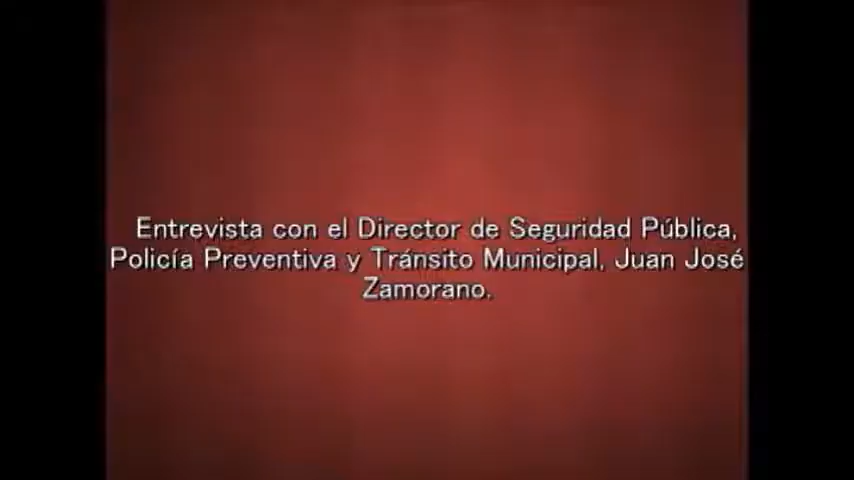 Entrevista con el Director de Seguridad Pública,
Policía Preventiva y Tránsito Municipal, Juan José
Zamorano.